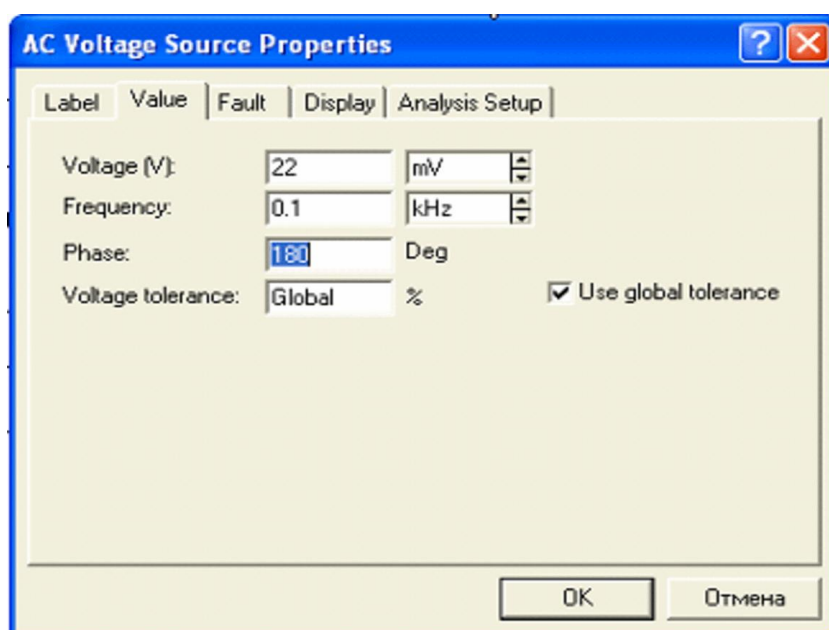 AC Voltage Source Properties ?
Label Value Fault Display Analysis Setup
Voltage (V): 22 mV
Frequency: 0.1 kHz
Phase: 180 Deg
Voltage tolerance: Global % Use global tolerance
OK Отмена